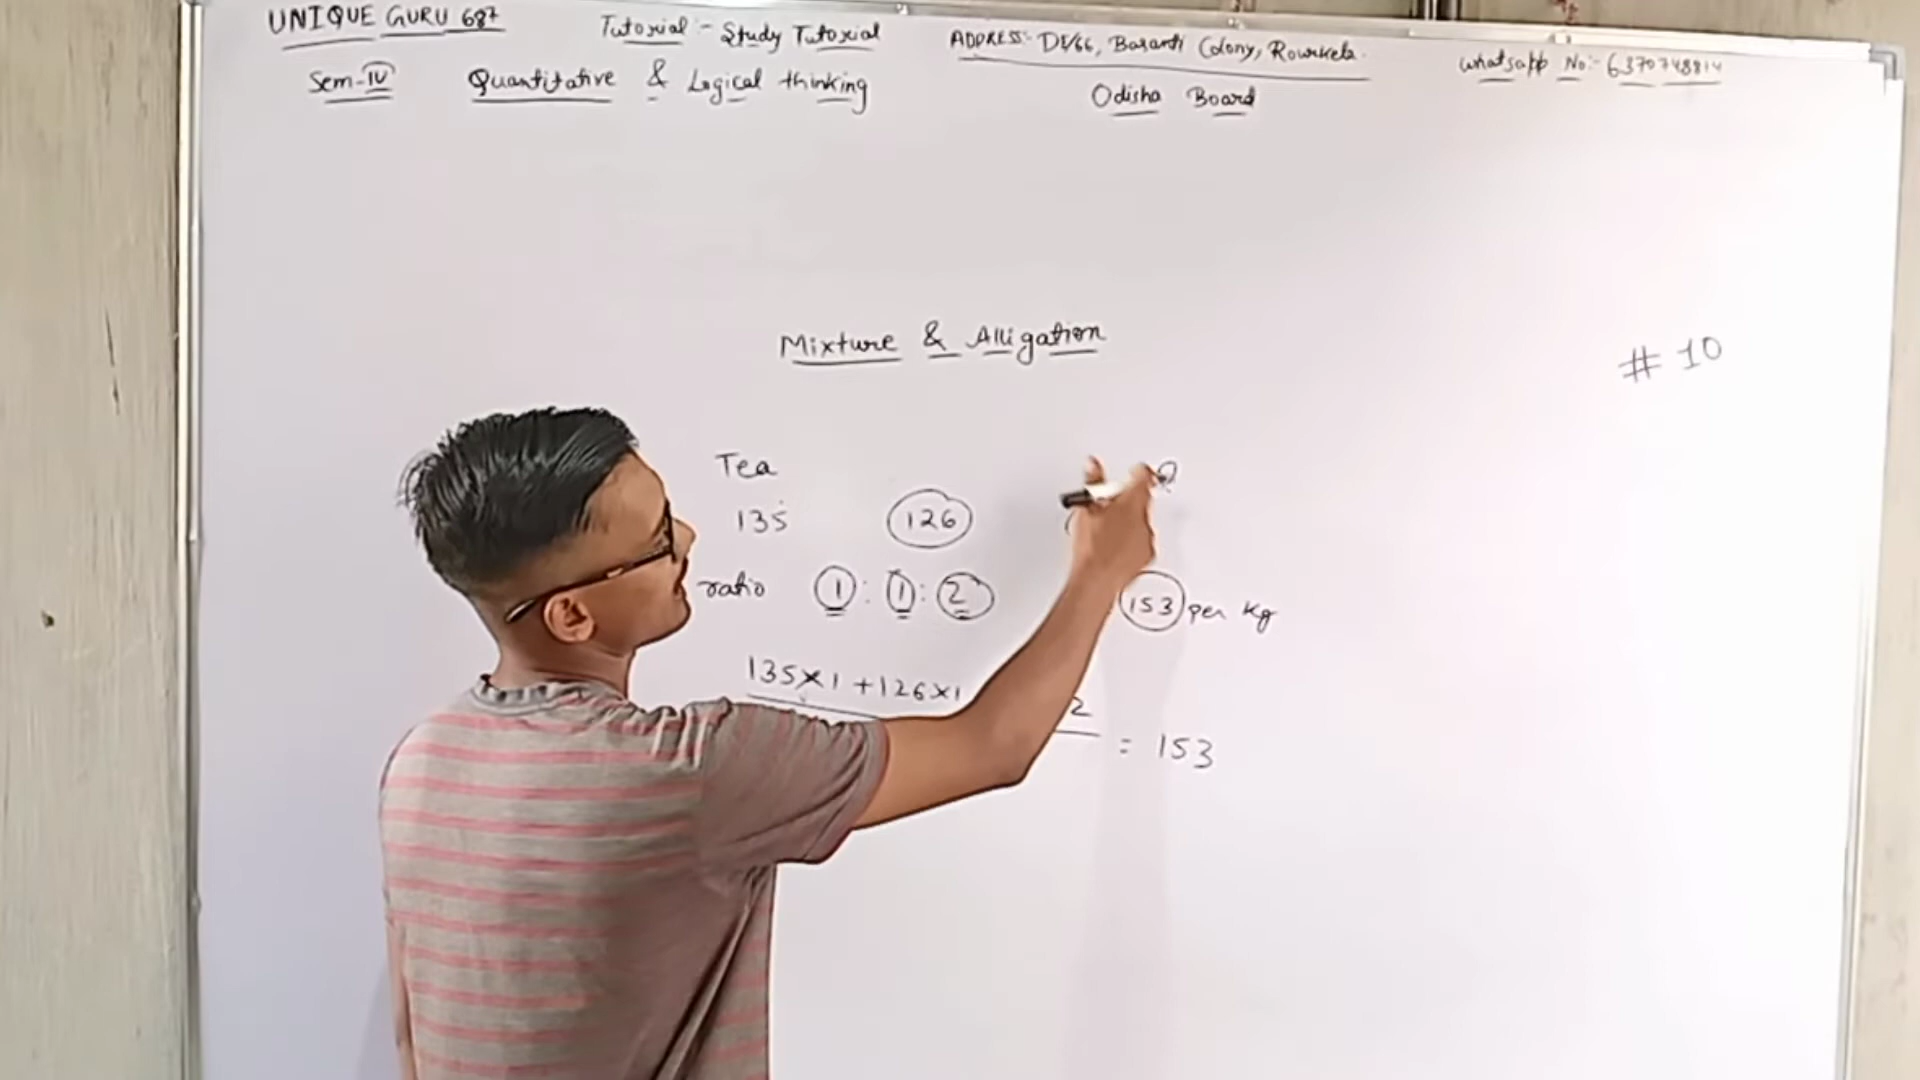 UNIQUE GURU 687
Tutorial:- Study Tutorial
ADDRESS:- DL/66, Basanti Colony, Rourkela.
Whatsapp No:- 6370748814
Sem-IV Quantitative & Logical thinking
Odisha Board
Mixture & Alligation
# 10
Tea
135 126
ratio 1 : 1 : 2 153 per Kg
135×1 + 126×1 2
= 153